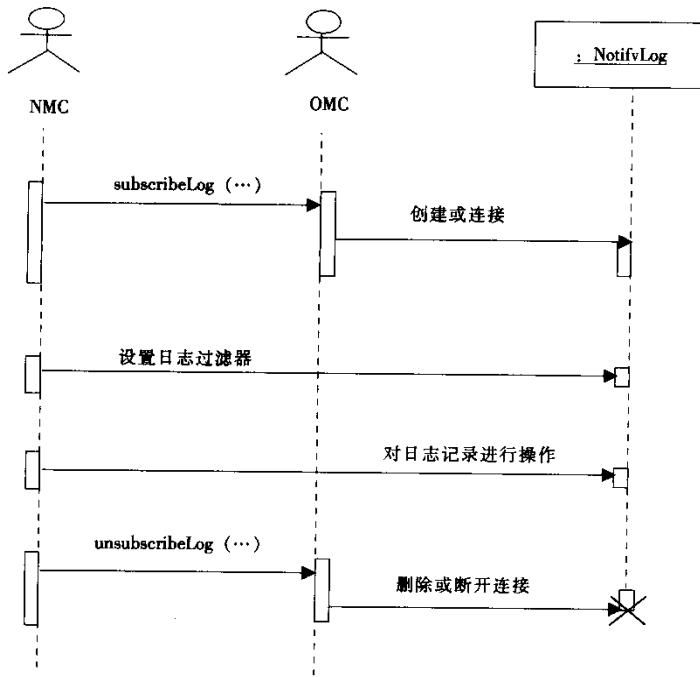 : NotifvLog
NMC
OMC
subscribeLog (…)
创建或连接
设置日志过滤器
对日志记录进行操作
unsubscribeLog (…)
删除或断开连接